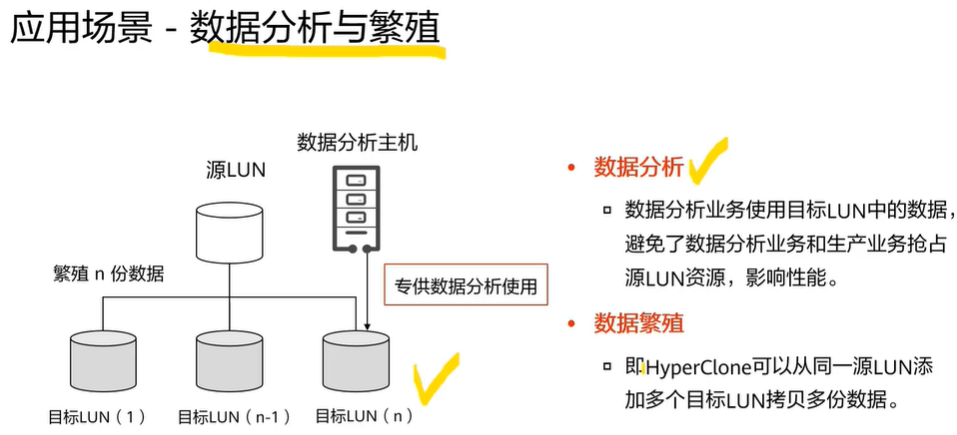 应用场景 - 数据分析与繁殖
数据分析主机
源LUN
繁殖 n 份数据
专供数据分析使用
目标LUN（1）
目标LUN（n-1）
目标LUN（n）
• 数据分析
数据分析业务使用目标LUN中的数据，
避免了数据分析业务和生产业务抢占
源LUN资源，影响性能。
• 数据繁殖
即HyperClone可以从同一源LUN添
加多个目标LUN拷贝多份数据。